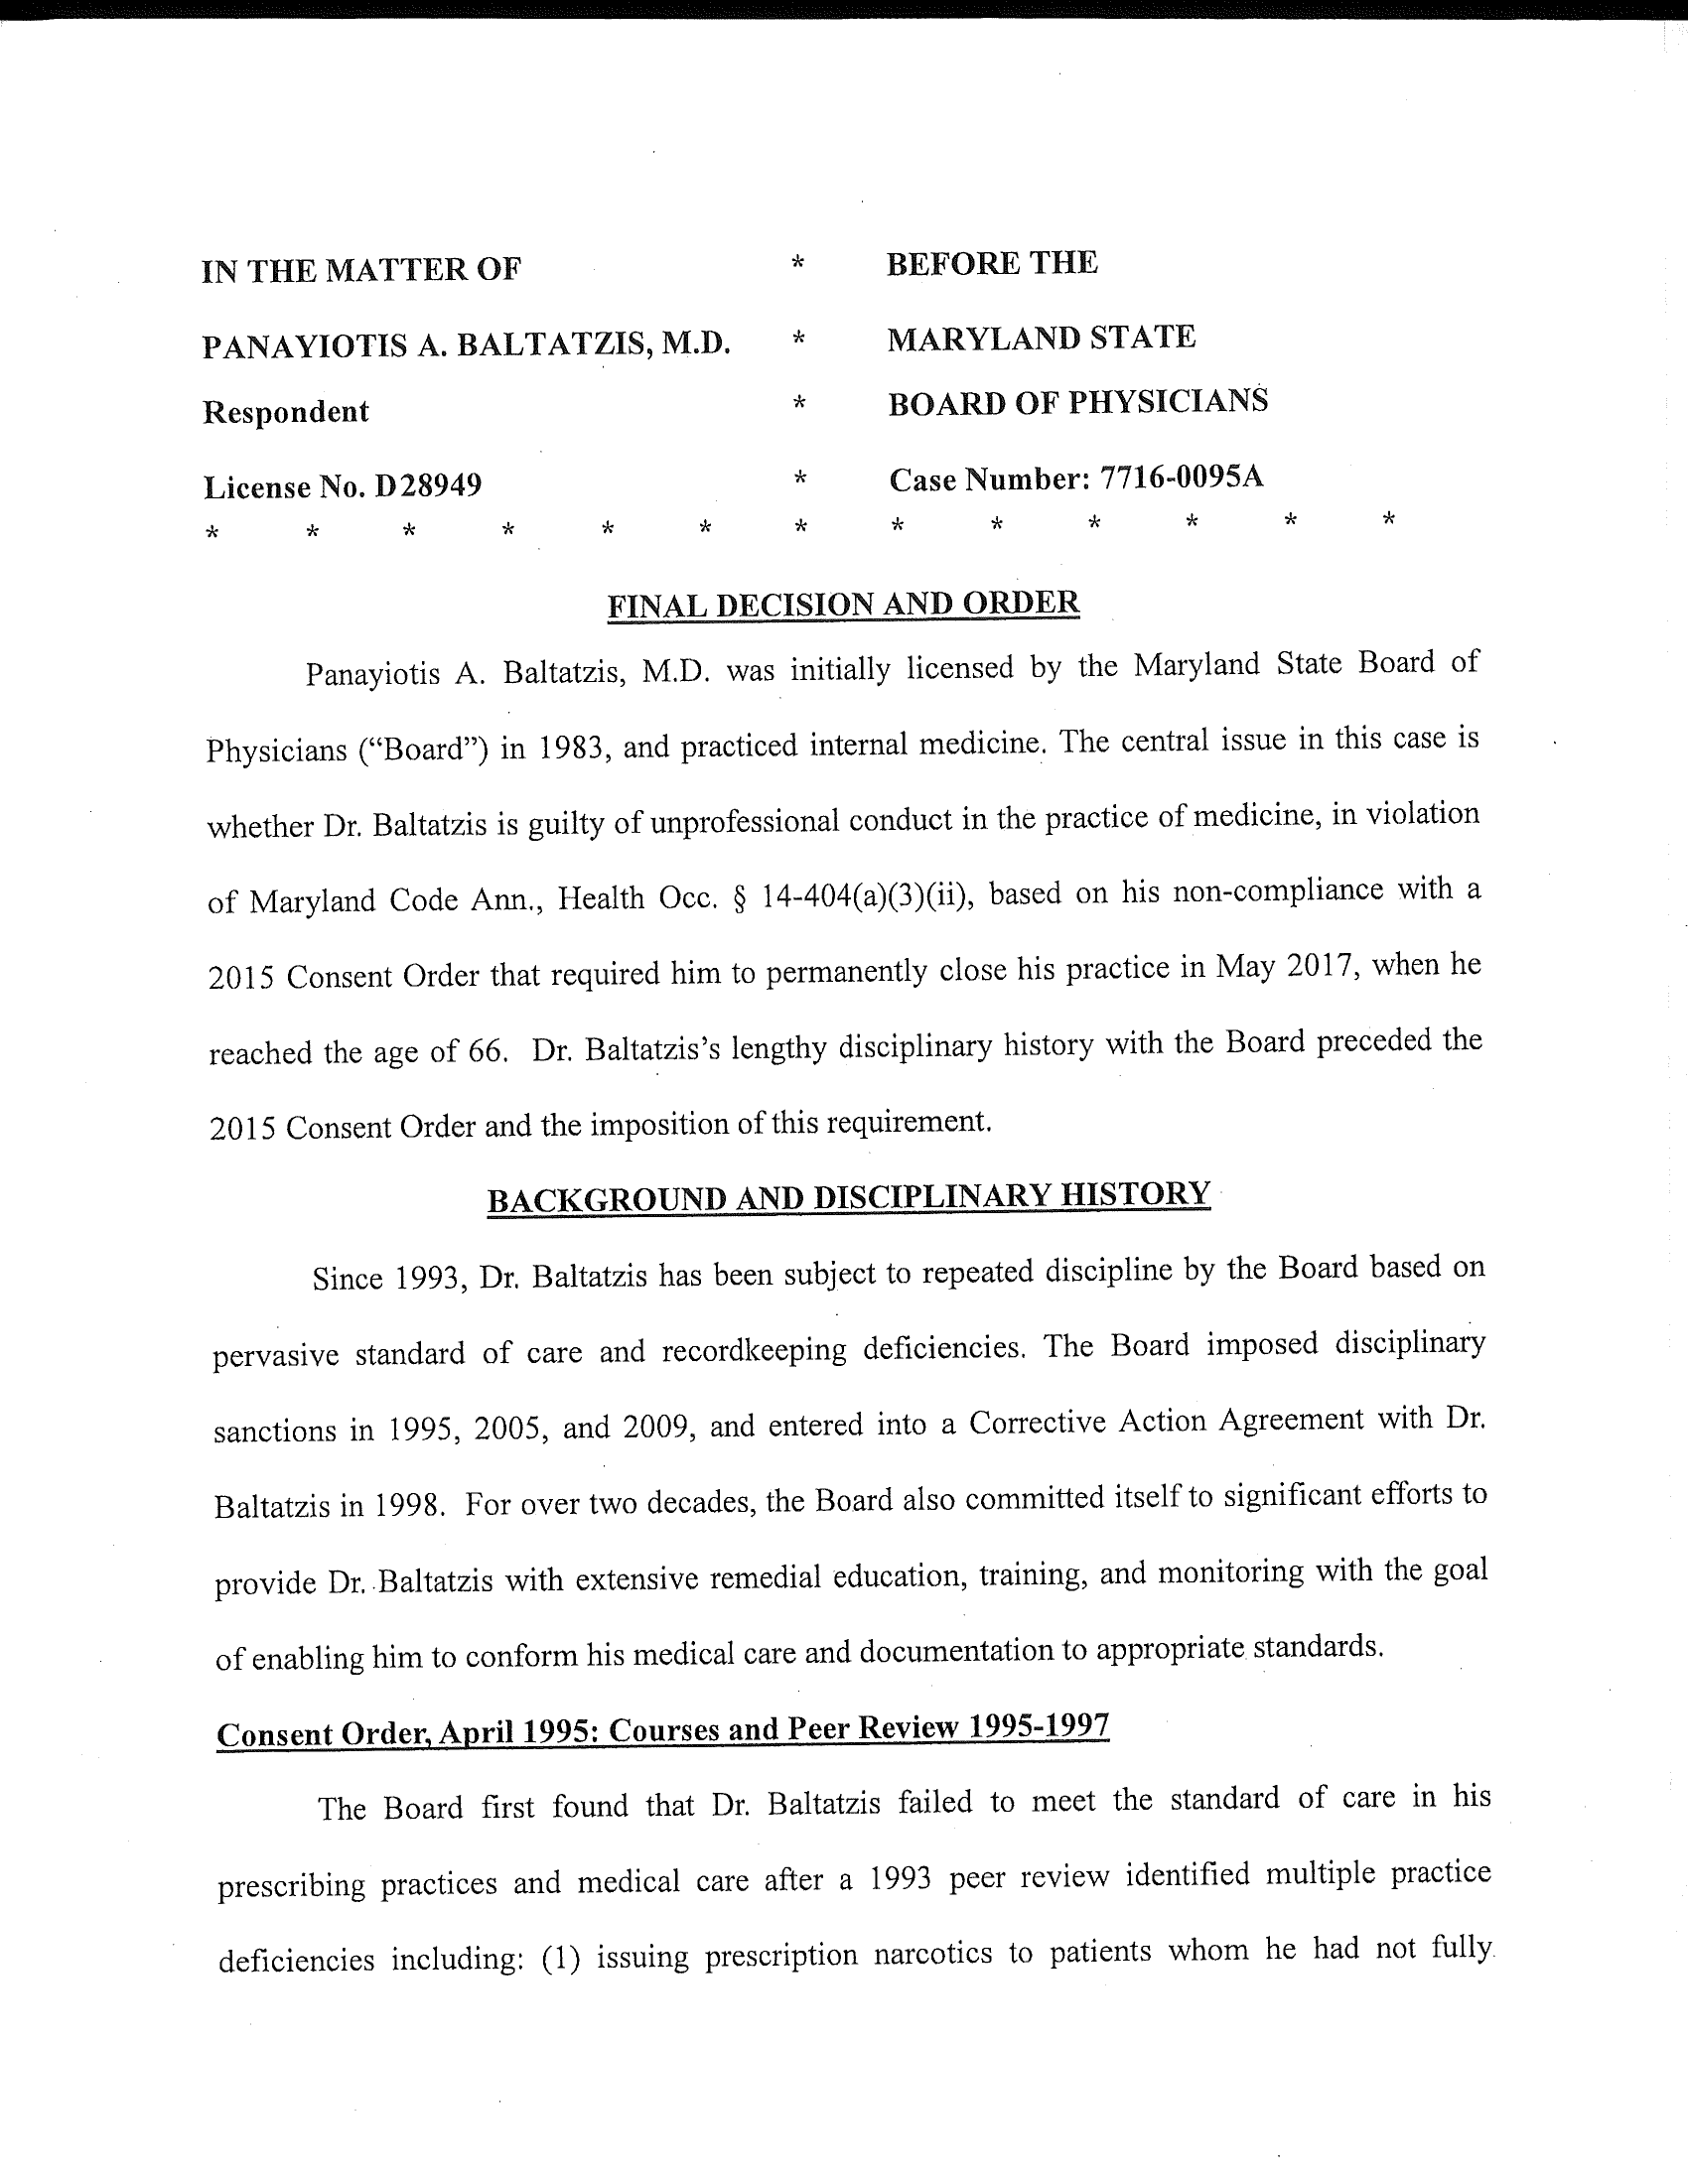 IN THE MATTER OF * BEFORE THE
PANAYIOTIS A. BALTATZIS, M.D. * MARYLAND STATE
Respondent * BOARD OF PHYSICIANS
License No. D28949 * Case Number: 7716-0095A
* * * * * * * * * * * * *
FINAL DECISION AND ORDER
Panayiotis A. Baltatzis, M.D. was initially licensed by the Maryland State Board of
Physicians (“Board”) in 1983, and practiced internal medicine. The central issue in this case is
whether Dr. Baltatzis is guilty of unprofessional conduct in the practice of medicine, in violation
of Maryland Code Ann., Health Occ. § 14-404(a)(3)(ii), based on his non-compliance with a
2015 Consent Order that required him to permanently close his practice in May 2017, when he
reached the age of 66. Dr. Baltatzis’s lengthy disciplinary history with the Board preceded the
2015 Consent Order and the imposition of this requirement.
BACKGROUND AND DISCIPLINARY HISTORY
Since 1993, Dr. Baltatzis has been subject to repeated discipline by the Board based on
pervasive standard of care and recordkeeping deficiencies. The Board imposed disciplinary
sanctions in 1995, 2005, and 2009, and entered into a Corrective Action Agreement with Dr.
Baltatzis in 1998. For over two decades, the Board also committed itself to significant efforts to
provide Dr. Baltatzis with extensive remedial education, training, and monitoring with the goal
of enabling him to conform his medical care and documentation to appropriate standards.
Consent Order, April 1995: Courses and Peer Review 1995-1997
The Board first found that Dr. Baltatzis failed to meet the standard of care in his
prescribing practices and medical care after a 1993 peer review identified multiple practice
deficiencies including: (1) issuing prescription narcotics to patients whom he had not fully